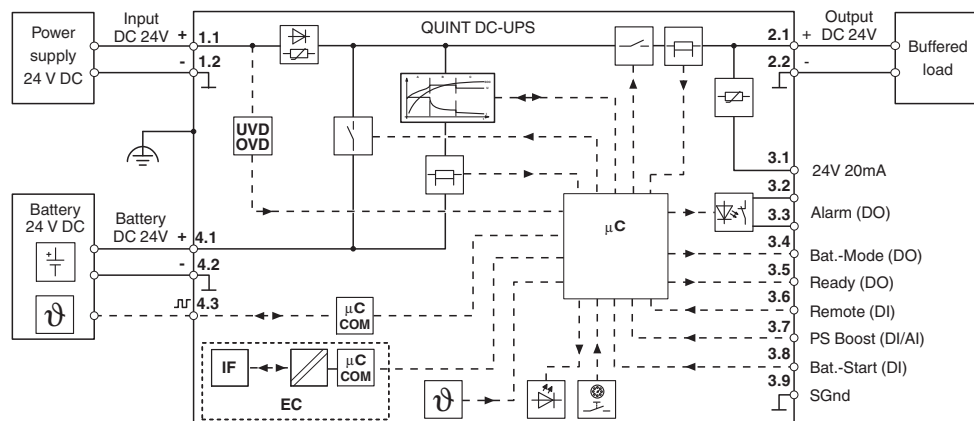 QUINT DC-UPS
Power
supply
24 V DC
Input
DC 24V
+
1.1
-
1.2
2.1
+
2.2
-
Output
DC 24V
Buffered
load
UVD
OVD
3.1
24V 20mA
3.2
3.3
Alarm (DO)
μC
3.4
Bat.-Mode (DO)
3.5
Ready (DO)
3.6
Remote (DI)
3.7
PS Boost (DI/AI)
3.8
Bat.-Start (DI)
3.9
SGnd
Battery
24 V DC
+
ϑ
Battery
DC 24V
+
4.1
-
4.2
4.3
μC
COM
IF
μC
COM
EC
ϑ